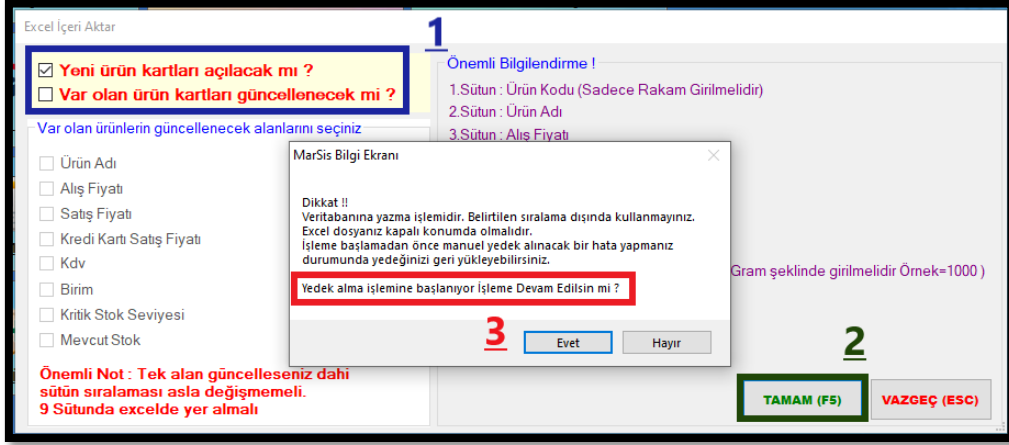 Excel İçeri Aktar
1
Yeni ürün kartları açılacak mı ?
Var olan ürün kartları güncellenecek mi ?
Var olan ürünlerin güncellenecek alanlarını seçiniz
Ürün Adı
Alış Fiyatı
Satış Fiyatı
Kredi Kartı Satış Fiyatı
Kdv
Birim
Kritik Stok Seviyesi
Mevcut Stok
Önemli Not : Tek alan güncelleseniz dahi
sütün sıralaması asla değişmemeli.
9 Sütunda excelde yer almalı
Önemli Bilgilendirme !
1.Sütun : Ürün Kodu (Sadece Rakam Girilmelidir)
2.Sütun : Ürün Adı
3.Sütun : Alış Fiyatı
Gram şeklinde girilmelidir Örnek=1000 )
MarSis Bilgi Ekranı
Dikkat !!
Veritabanına yazma işlemidir. Belirtilen sıralama dışında kullanmayınız.
Excel dosyanız kapalı konumda olmalıdır.
İşleme başlamadan önce manuel yedek alınacak bir hata yapmanız
durumunda yedeğinizi geri yükleyebilirsiniz.
Yedek alma işlemine başlanıyor İşleme Devam Edilsin mi ?
3
Evet
Hayır
2
TAMAM (F5)
VAZGEÇ (ESC)